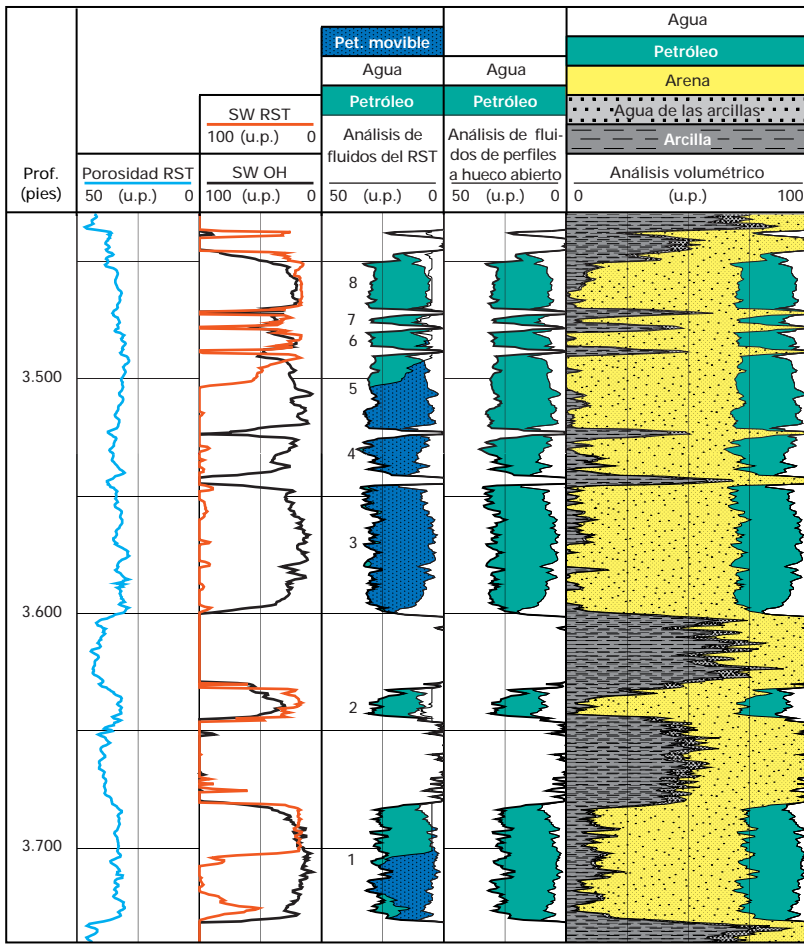 Prof.
(pies)
Porosidad RST
50 (u.p.) 0
SW RST
100 (u.p.) 0
SW OH
100 (u.p.) 0
Pet. movible
Agua
Petróleo
Análisis de
fluidos del RST
50 (u.p.) 0
Agua
Petróleo
Análisis de flui-
dos de perfiles
a hueco abierto
50 (u.p.) 0
Agua
Petróleo
Arena
Agua de las arcillas
Arcilla
Análisis volumétrico
0 (u.p.) 100
8
7
6
3.500
5
4
3
3.600
2
3.700
1